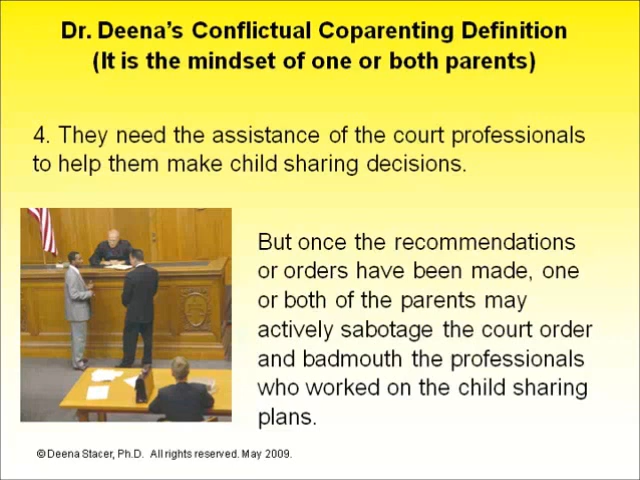 Dr. Deena's Conflictual Coparenting Definition
(It is the mindset of one or both parents)
4. They need the assistance of the court professionals
to help them make child sharing decisions.
But once the recommendations
or orders have been made, one
or both of the parents may
actively sabotage the court order
and badmouth the professionals
who worked on the child sharing
plans.
© Deena Stacer, Ph.D. All rights reserved. May 2009.